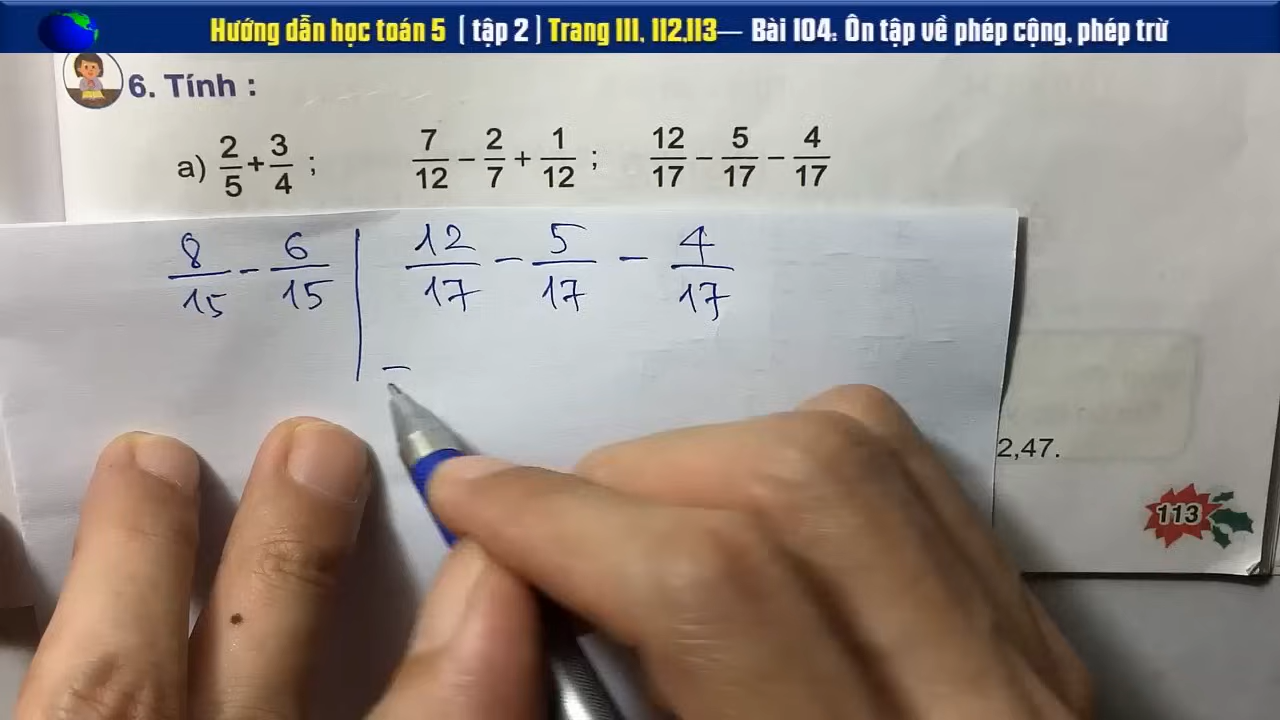 Hướng dẫn học toán 5 ( tập 2 ) Trang 111, 112,113— Bài 104: Ôn tập về phép cộng, phép trừ
6. Tính :
a) 2/5 + 3/4 ; 7/12 − 2/7 + 1/12 ; 12/17 − 5/17 − 4/17
8/15 - 6/15 | 12/17 - 5/17 - 4/17
2,47.
113